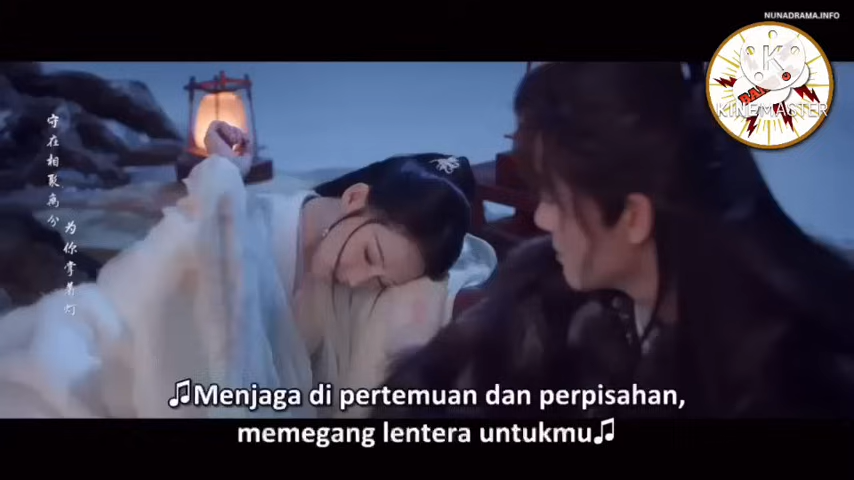 NUNADRAMA.INFO
K
KINEMASTER
守在相聚离分
为你掌着灯
♫Menjaga di pertemuan dan perpisahan,
memegang lentera untukmu♫